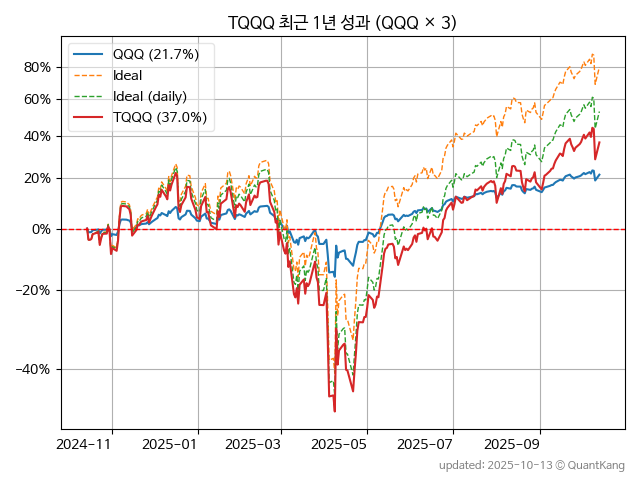 TQQQ 최근 1년 성과 (QQQ × 3)
QQQ (21.7%)
Ideal
Ideal (daily)
TQQQ (37.0%)
80%
60%
40%
20%
0%
−20%
−40%
2024-11 2025-01 2025-03 2025-05 2025-07 2025-09
updated: 2025-10-13 © QuantKang